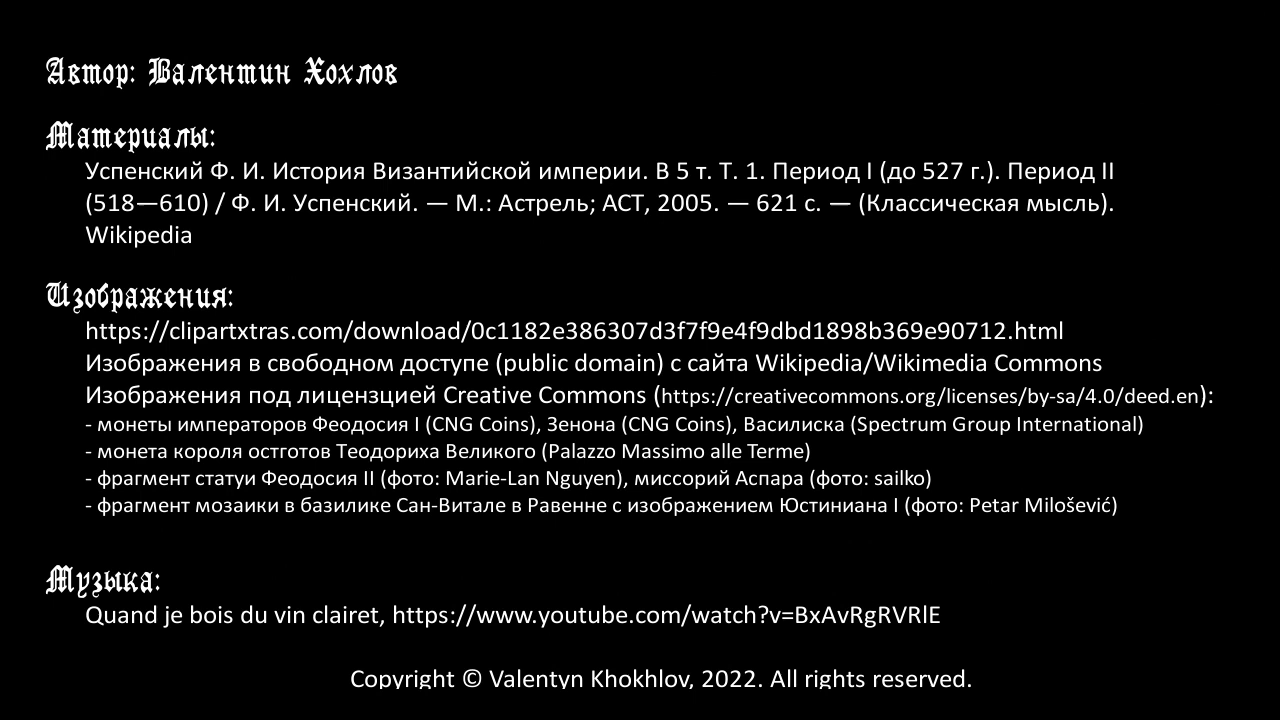 Автор: Валентин Хохлов
Материалы:
Успенский Ф. И. История Византийской империи. В 5 т. Т. 1. Период I (до 527 г.). Период II
(518—610) / Ф. И. Успенский. — М.: Астрель; АСТ, 2005. — 621 с. — (Классическая мысль).
Wikipedia
Изображения:
https://clipartxtras.com/download/0c1182e386307d3f7f9e4f9dbd1898b369e90712.html
Изображения в свободном доступе (public domain) с сайта Wikipedia/Wikimedia Commons
Изображения под лицензцией Creative Commons (https://creativecommons.org/licenses/by-sa/4.0/deed.en):
- монеты императоров Феодосия I (CNG Coins), Зенона (CNG Coins), Василиска (Spectrum Group International)
- монета короля остготов Теодориха Великого (Palazzo Massimo alle Terme)
- фрагмент статуи Феодосия II (фото: Marie-Lan Nguyen), миссорий Аспара (фото: sailko)
- фрагмент мозаики в базилике Сан-Витале в Равенне с изображением Юстиниана I (фото: Petar Milošević)
Музыка:
Quand je bois du vin clairet, https://www.youtube.com/watch?v=BxAvRgRVRlE
Copyright © Valentyn Khokhlov, 2022. All rights reserved.